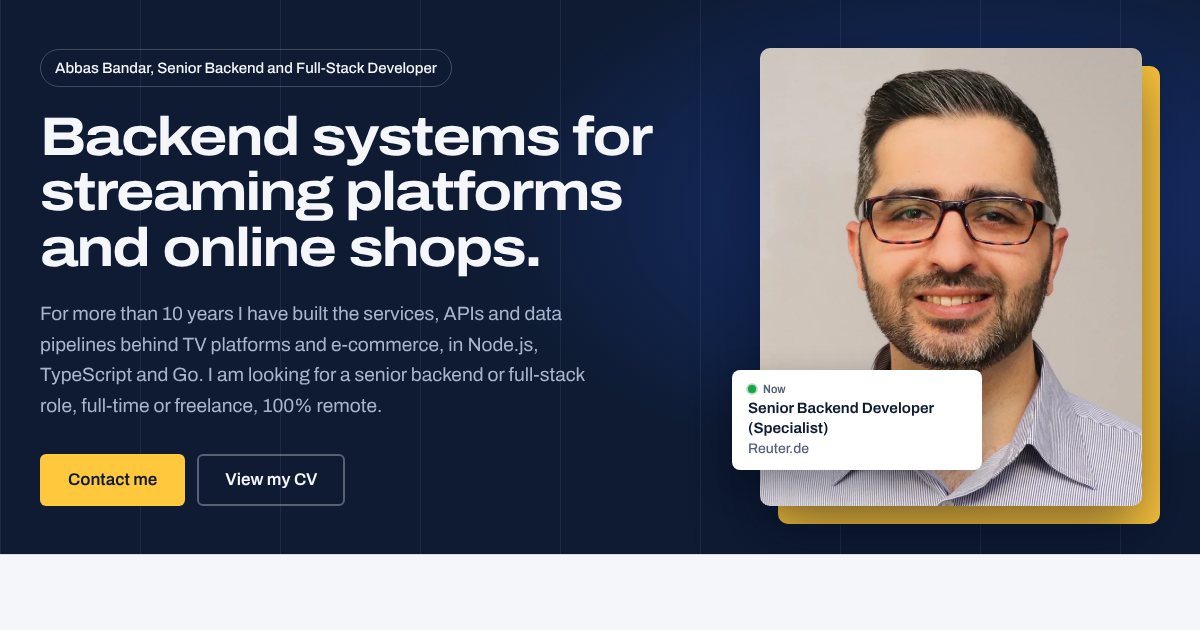 Abbas Bandar, Senior Backend and Full-Stack Developer
Backend systems for
streaming platforms
and online shops.
For more than 10 years I have built the services, APIs and data
pipelines behind TV platforms and e-commerce, in Node.js,
TypeScript and Go. I am looking for a senior backend or full-stack
role, full-time or freelance, 100% remote.
Contact me
View my CV
Now
Senior Backend Developer
(Specialist)
Reuter.de